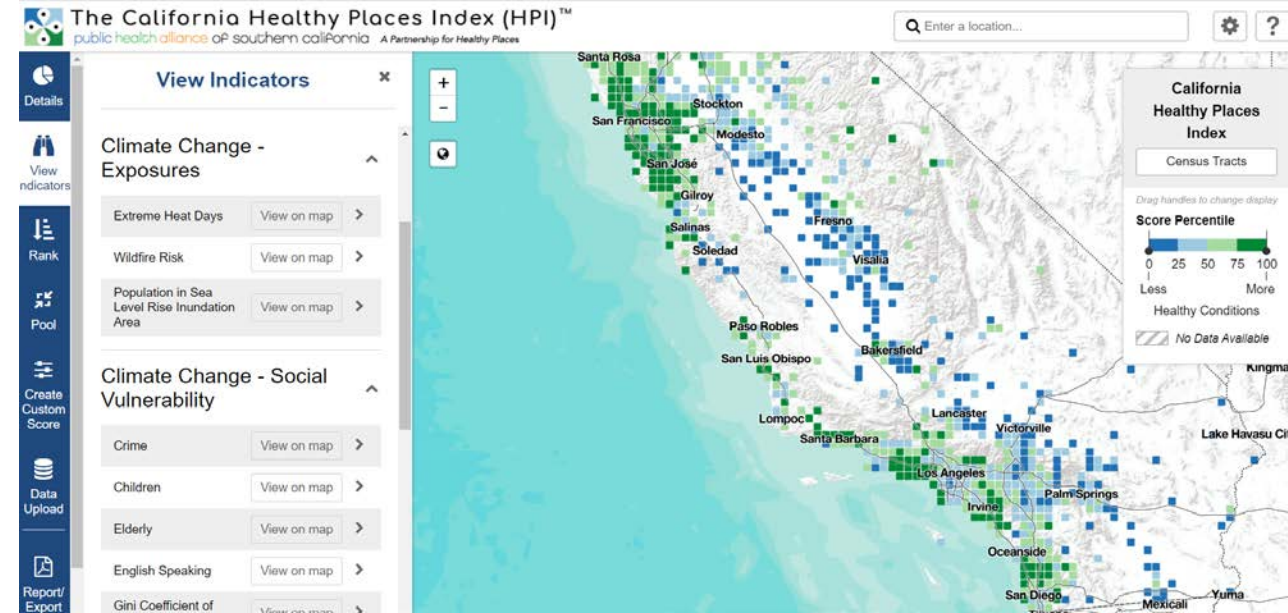 The California Healthy Places Index (HPI)™
public health alliance of southern california A Partnership for Healthy Places
Enter a location...
?
Details
View
ndicators
Rank
Pool
Create
Custom
Score
Data
Upload
Report/
Export
View Indicators
×
Climate Change -
Exposures
Extreme Heat Days View on map
Wildfire Risk View on map
Population in Sea
Level Rise Inundation
Area
View on map
Climate Change - Social
Vulnerability
Crime View on map
Children View on map
Elderly View on map
English Speaking View on map
Gini Coefficient of
View on map
+
−
Santa Rosa
Stockton
San Francisco
Modesto
San José
Gilroy
Salinas
Fresno
Soledad
Visalia
Paso Robles
San Luis Obispo
Bakersfield
Lompoc
Lancaster
Santa Barbara
Victorville
Los Angeles
Palm Springs
Irvine
Oceanside
San Diego
Mexicali
Yuma
Kingma
Lake Havasu Ci
California
Healthy Places
Index
Census Tracts
Drag handles to change display
Score Percentile
0 25 50 75 100
Less More
Healthy Conditions
No Data Available